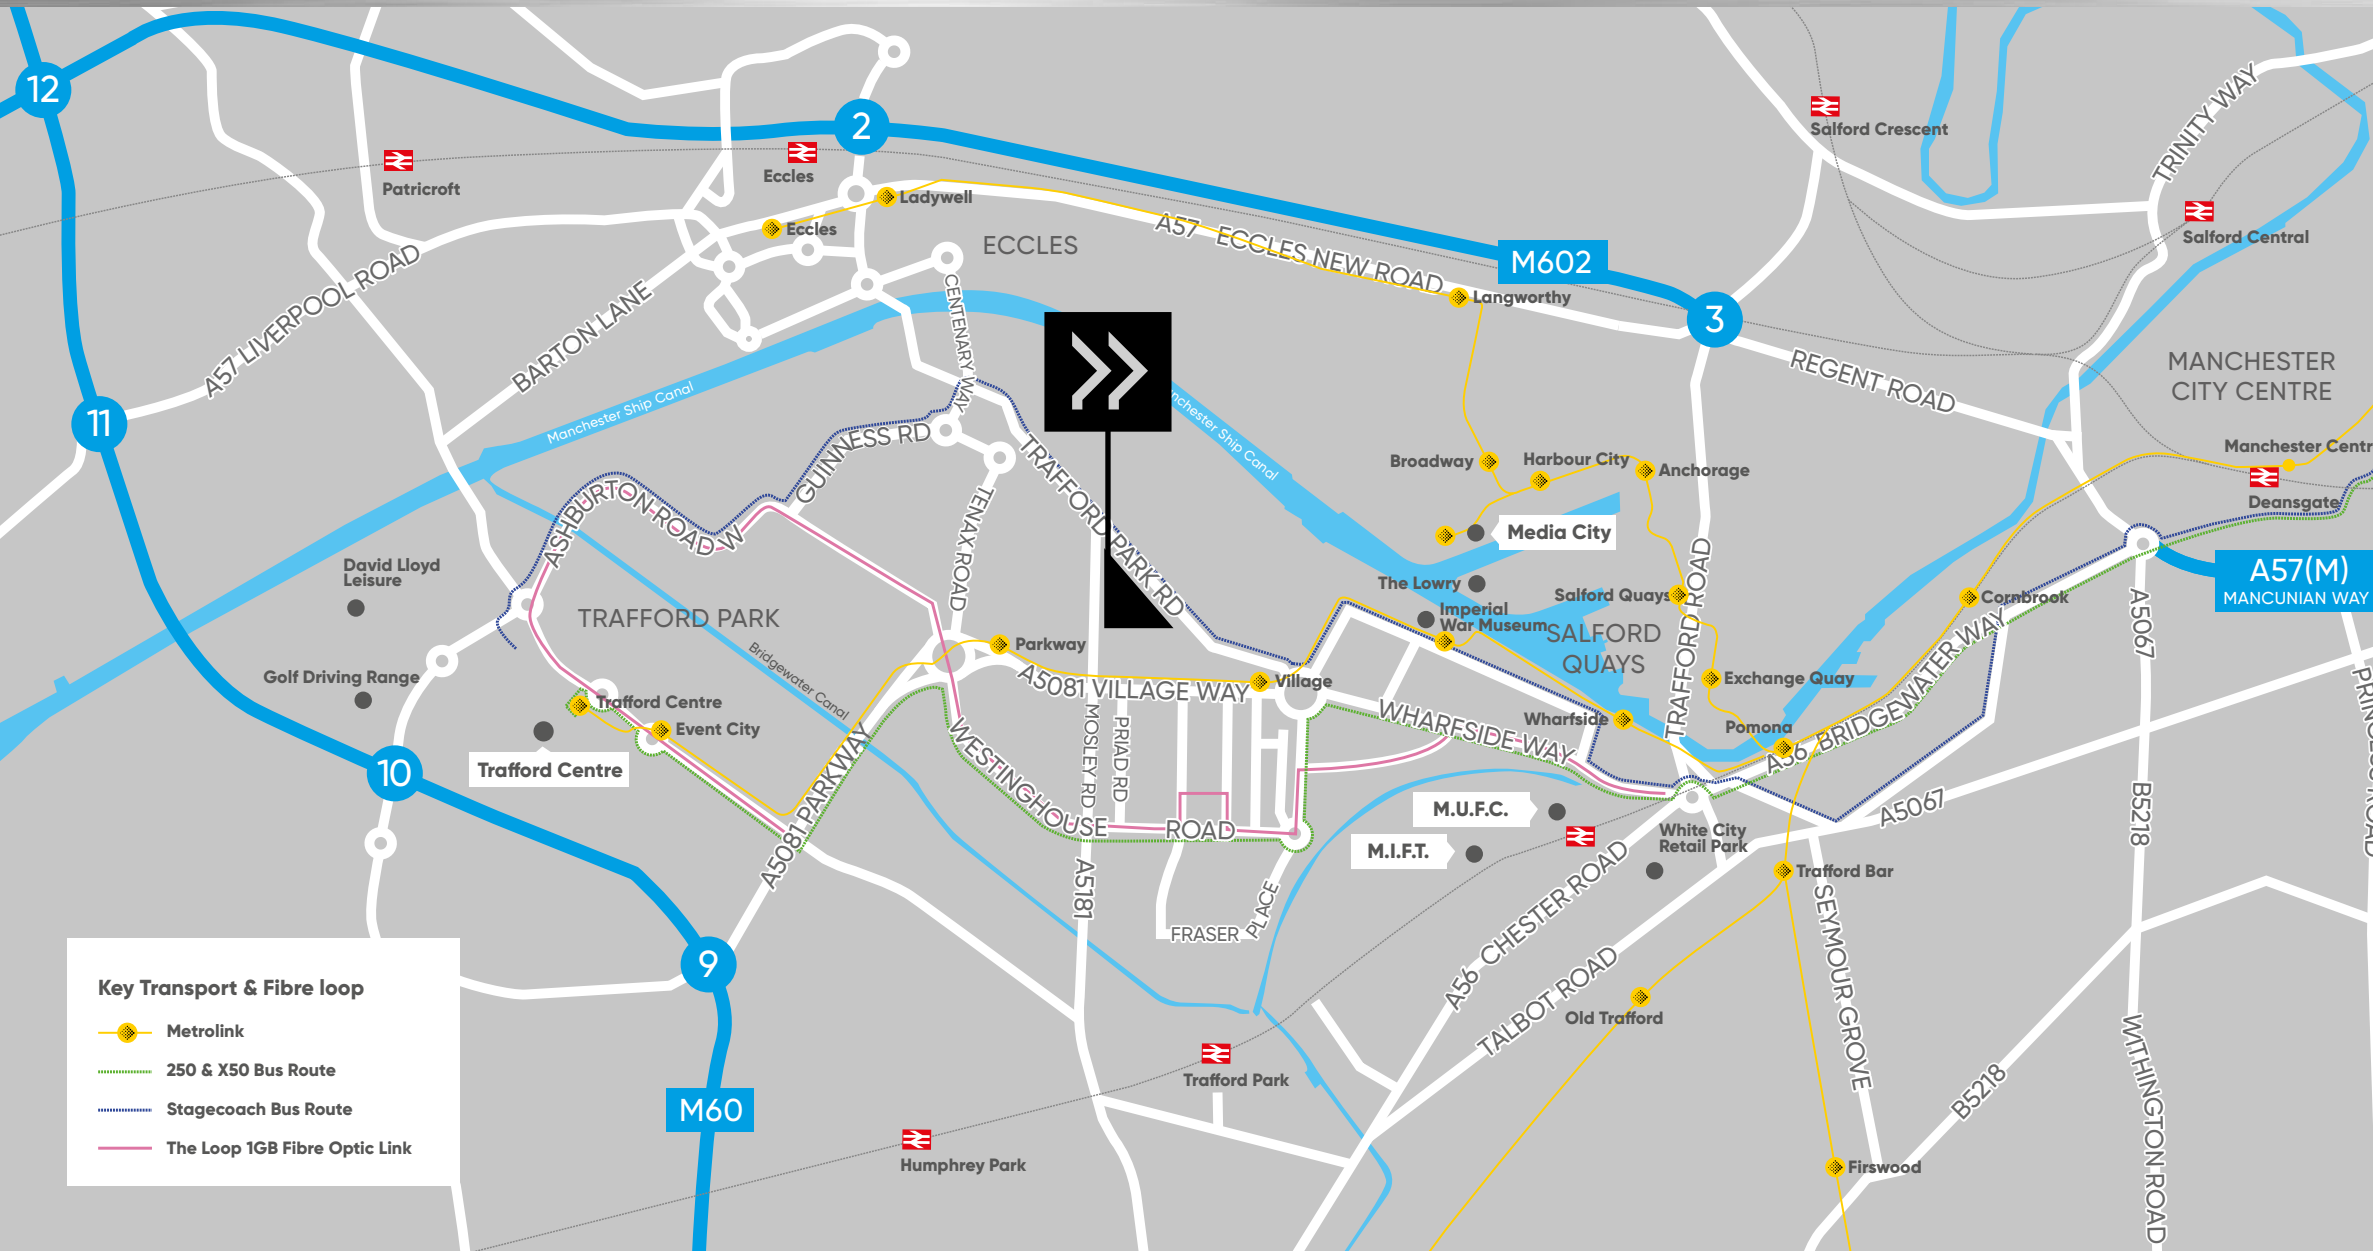 12
2
Salford Crescent
TRINITY WAY
Eccles
Patricroft
Ladywell
Eccles
ECCLES
A57 ECCLES NEW ROAD
M602
Salford Central
A57 LIVERPOOL ROAD
BARTON LANE
CENTENARY WAY
Langworthy
3
REGENT ROAD
MANCHESTER
CITY CENTRE
11
Manchester Ship Canal
nchester Ship Canal
GUINNESS RD
TRAFFORD PARK RD
Broadway
Harbour City
Anchorage
Manchester Centr
Deansgate
ASHBURTON ROAD W
TENAX ROAD
Media City
David Lloyd
Leisure
The Lowry
Salford Quays
TRAFFORD ROAD
Cornbrook
A57(M)
MANCUNIAN WAY
TRAFFORD PARK
Imperial
War Museum
SALFORD
QUAYS
A5067
Parkway
Bridgewater Canal
Golf Driving Range
Trafford Centre
Event City
A5081 VILLAGE WAY
Village
Exchange Quay
WHARFSIDE WAY
Wharfside
Pomona
A56 BRIDGEWATER WAY
Trafford Centre
10
A5081 PARKWAY
WESTINGHOUSE ROAD
MOSLEY RD
PRIAD RD
A5181
M.U.F.C.
M.I.F.T.
White City
Retail Park
A5067
B5218
Trafford Bar
FRASER PLACE
A56 CHESTER ROAD
TALBOT ROAD
SEYMOUR GROVE
9
Key Transport & Fibre loop
Metrolink
250 & X50 Bus Route
Stagecoach Bus Route
The Loop 1GB Fibre Optic Link
M60
Old Trafford
Trafford Park
Humphrey Park
B5218
WITHINGTON ROAD
Firswood